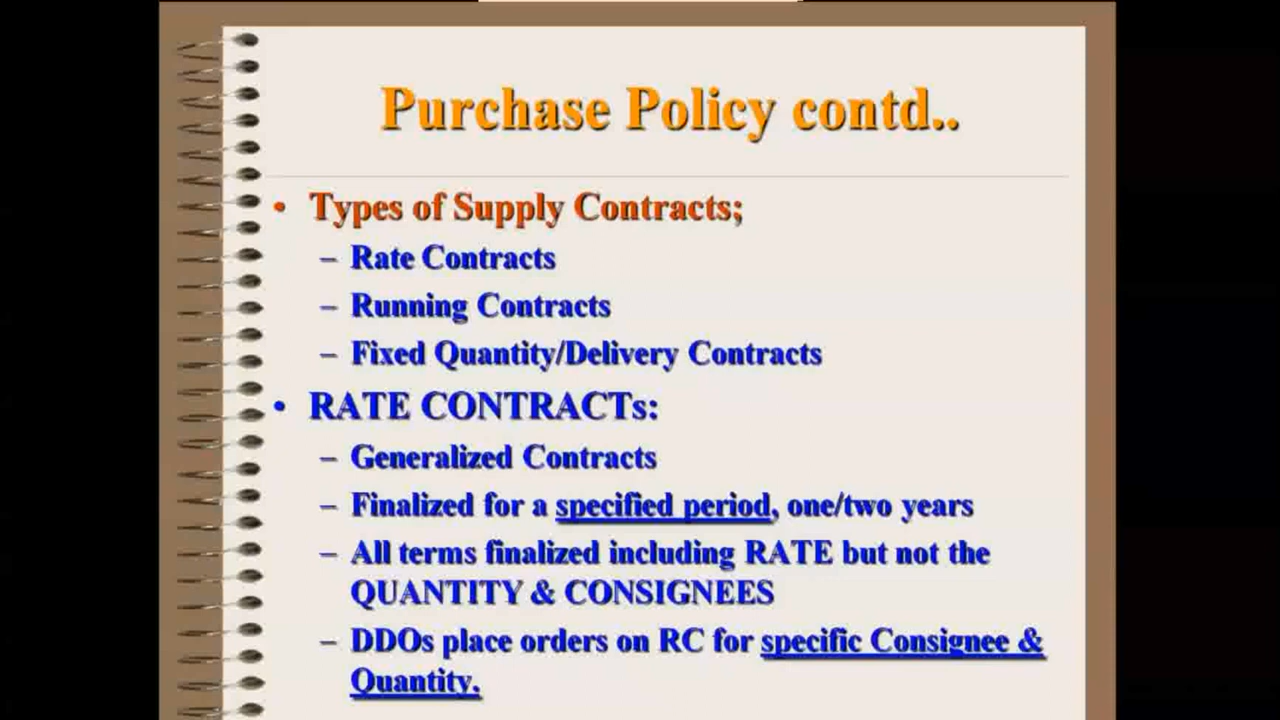 Purchase Policy contd..
• Types of Supply Contracts;
– Rate Contracts
– Running Contracts
– Fixed Quantity/Delivery Contracts
• RATE CONTRACTs:
– Generalized Contracts
– Finalized for a specified period, one/two years
– All terms finalized including RATE but not the
QUANTITY & CONSIGNEES
– DDOs place orders on RC for specific Consignee &
Quantity.